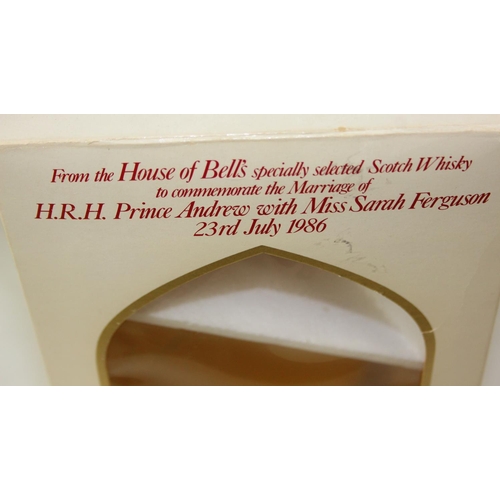 From the House of Bell's specially selected Scotch Whisky
to commemorate the Marriage of
H.R.H. Prince Andrew with Miss Sarah Ferguson
23rd July 1986